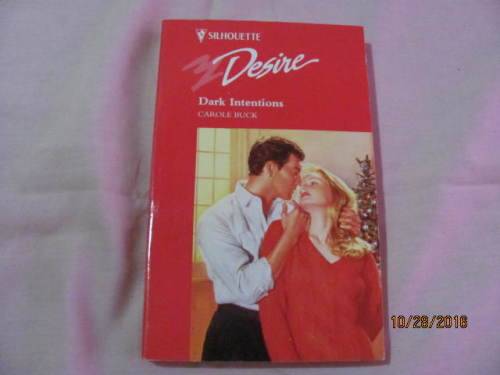 SILHOUETTE
Desire
Dark Intentions
CAROLE BUCK
10/28/2016